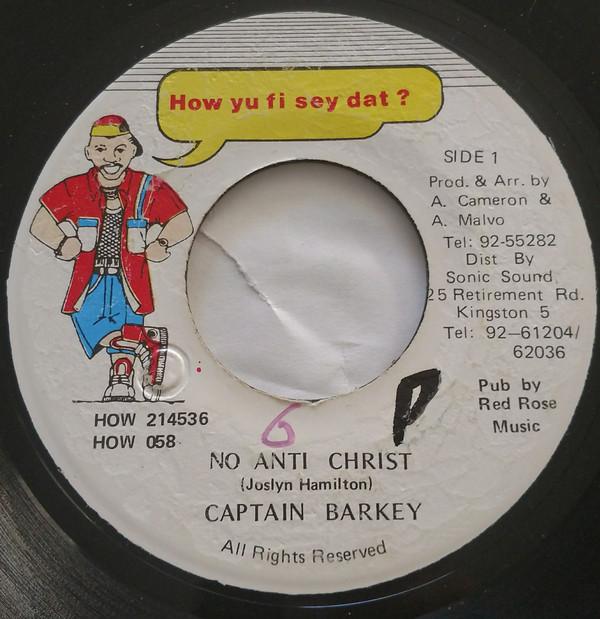 How yu fi sey dat ?
SIDE 1
Prod. & Arr. by
A. Cameron &
A. Malvo
Tel: 92-55282
Dist By
Sonic Sound
25 Retirement Rd.
Kingston 5
Tel: 92-61204/
62036
Pub by
Red Rose
Music
HOW 214536
HOW 058
6
P
NO ANTI CHRIST
(Joslyn Hamilton)
CAPTAIN BARKEY
All Rights Reserved